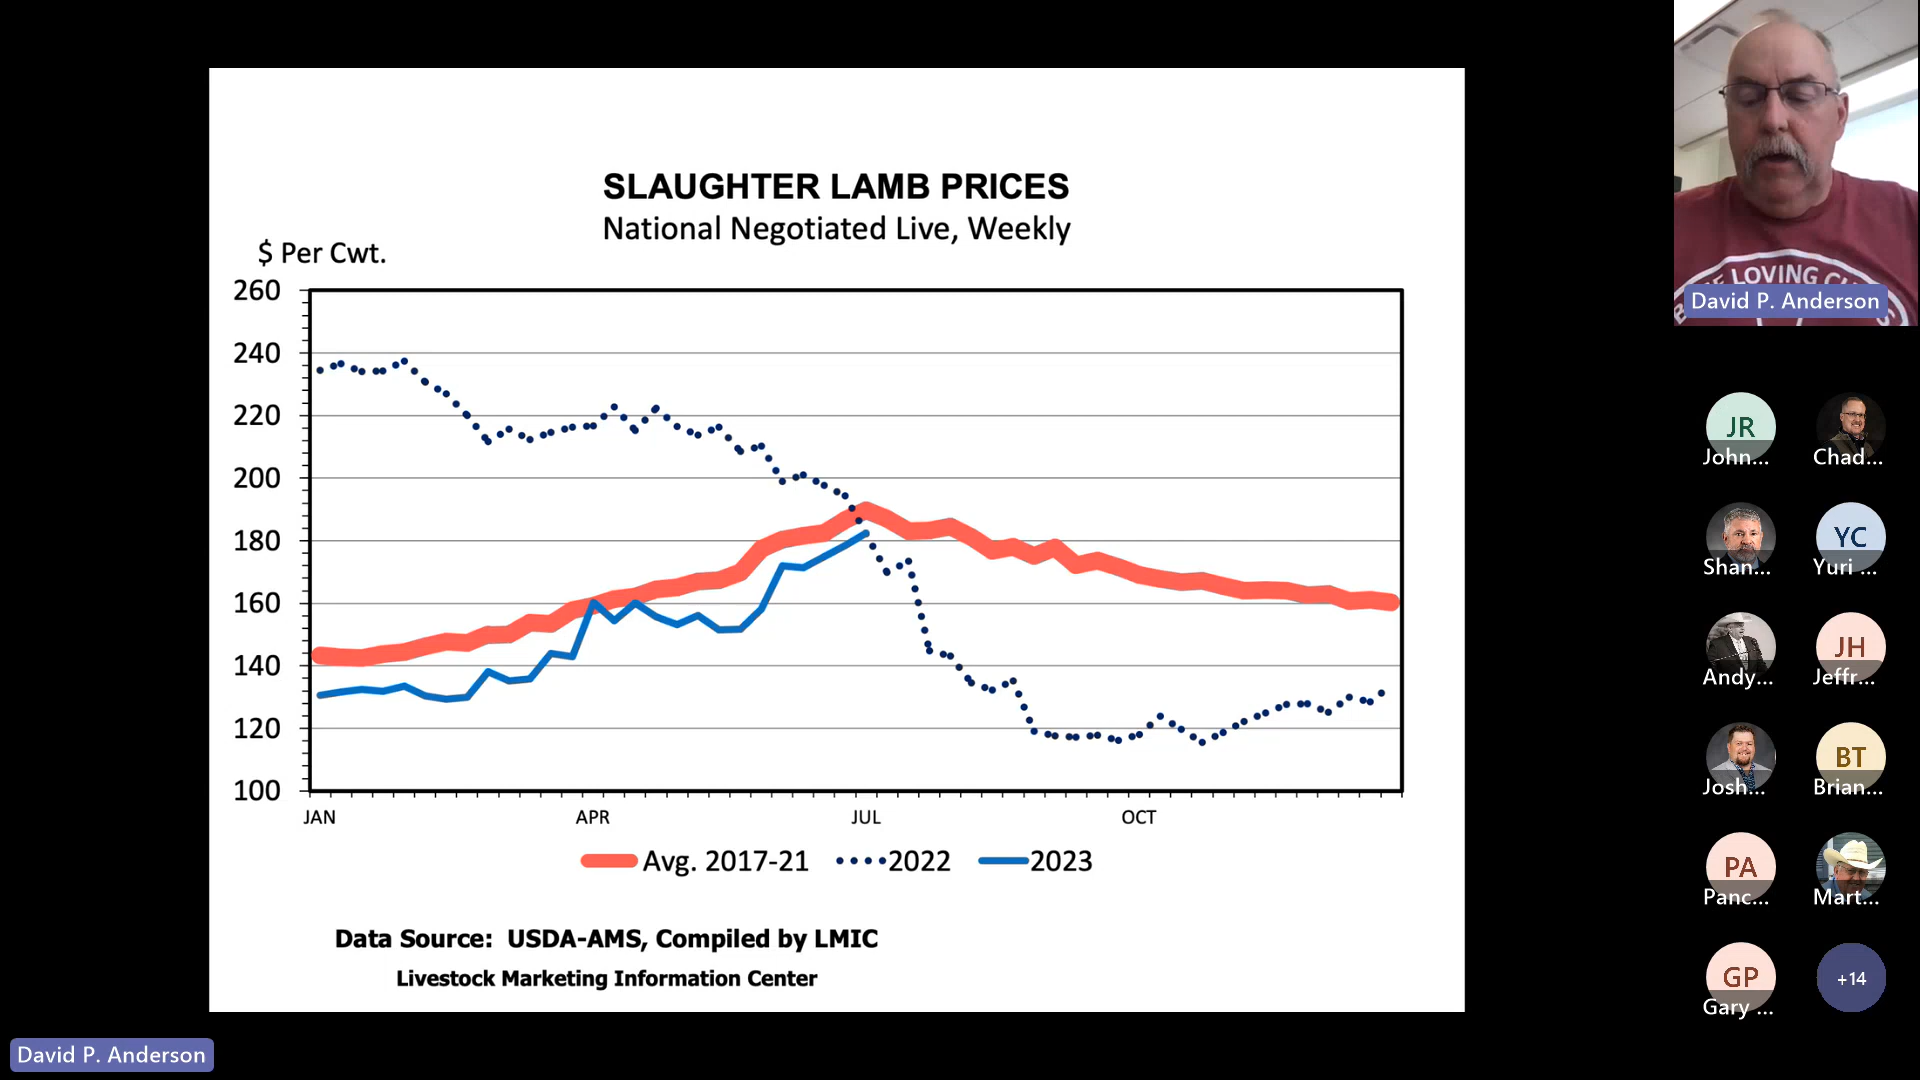 SLAUGHTER LAMB PRICES
National Negotiated Live, Weekly
$ Per Cwt.
260
240
220
200
180
160
140
120
100
JAN APR JUL OCT
Avg. 2017-21 2022 2023
Data Source: USDA-AMS, Compiled by LMIC
Livestock Marketing Information Center
David P. Anderson
LOVING
David P. Anderson
JR
John...
Chad...
Shan...
YC
Yuri ...
Andy...
JH
Jeffr...
Josh...
BT
Brian...
PA
Panc...
Mart...
GP
Gary ...
+14